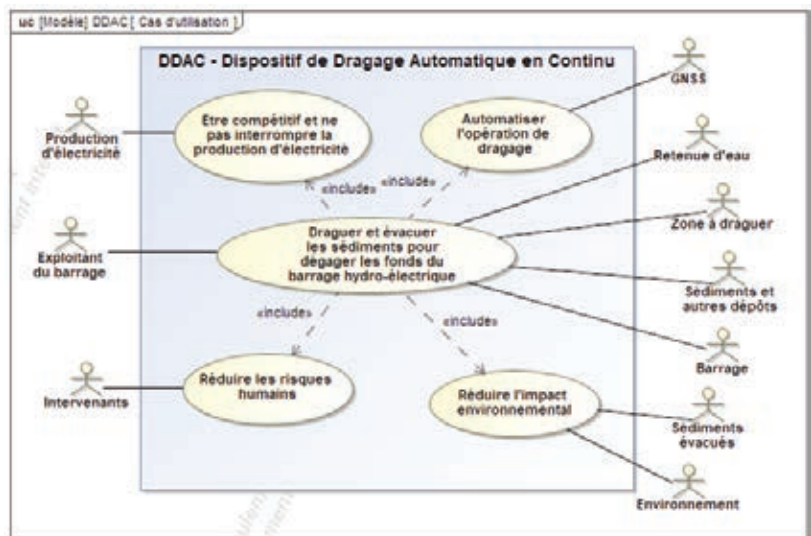 uc [Modèle] DDAC [ Cas d'utilisation ]
DDAC - Dispositif de Dragage Automatique en Continu
Etre compétitif et ne
pas interrompre la
production d'électricité
Automatiser
l'opération de
dragage
GNSS
Production
d'électricité
Retenue d'eau
«include»
«include»
Draguer et évacuer
les sédiments pour
dégager les fonds du
barrage hydro-électrique
Zone à draguer
Exploitant
du barrage
Sédiments et
autres dépôts
«include»
«include»
Barrage
Réduire les risques
humains
Réduire l'impact
environnemental
Intervenants
Sédiments
évacués
Environnement